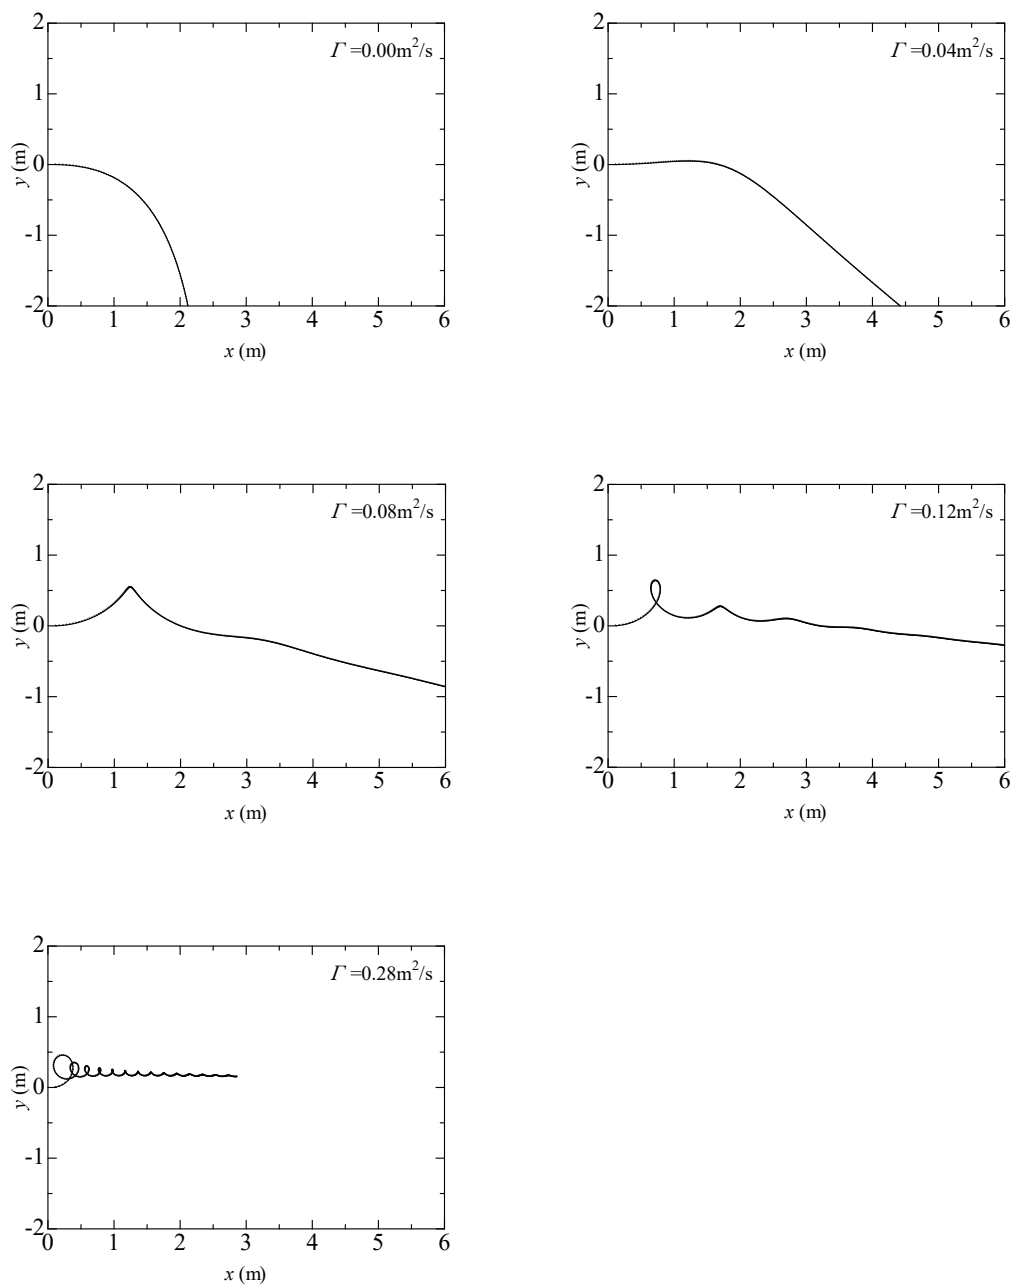 2
Γ =0.00m²/s
1
0
y (m)
-1
-2
0 1 2 3 4 5 6
x (m)
2
Γ =0.04m²/s
1
0
y (m)
-1
-2
0 1 2 3 4 5 6
x (m)
2
Γ =0.08m²/s
1
0
y (m)
-1
-2
0 1 2 3 4 5 6
x (m)
2
Γ =0.12m²/s
1
0
y (m)
-1
-2
0 1 2 3 4 5 6
x (m)
2
Γ =0.28m²/s
1
0
y (m)
-1
-2
0 1 2 3 4 5 6
x (m)